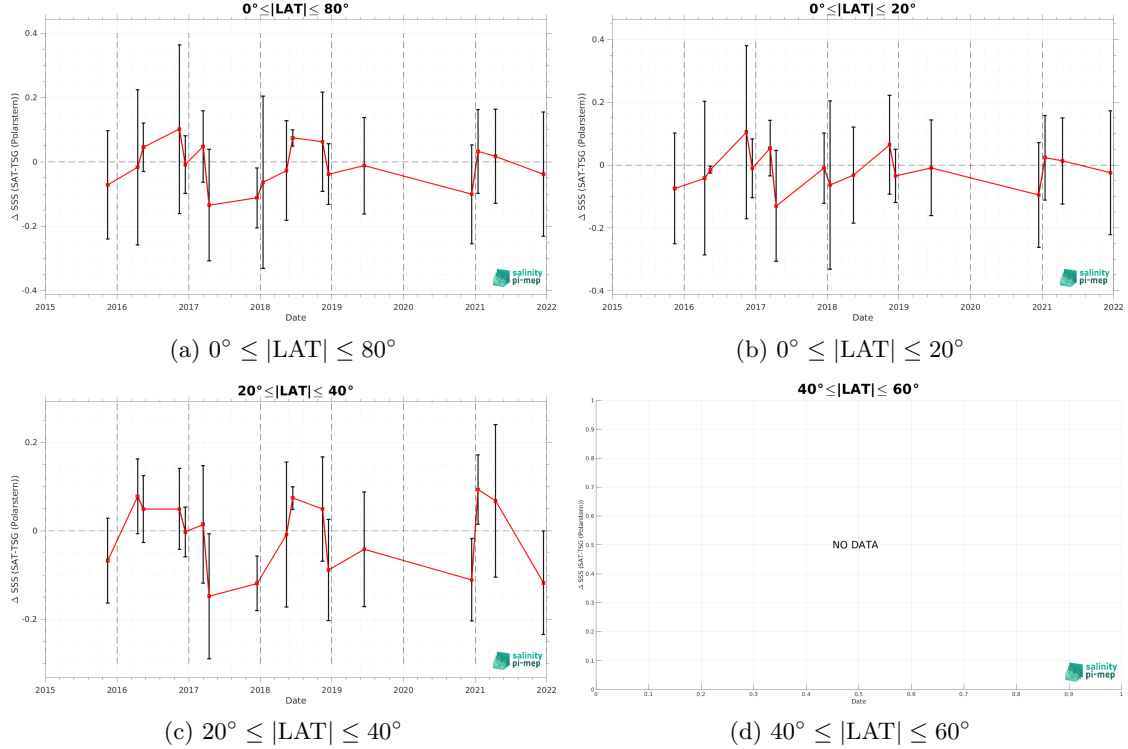 0°≤|LAT|≤ 80°
0.4
0.2
0
-0.2
-0.4
Δ SSS (SAT-TSG (Polarstern))
salinity
pi-mep
2015 2016 2017 2018 2019 2020 2021 2022
Date
(a) 0° ≤ |LAT| ≤ 80°
0°≤|LAT|≤ 20°
0.4
0.2
0
-0.2
-0.4
Δ SSS (SAT-TSG (Polarstern))
salinity
pi-mep
2015 2016 2017 2018 2019 2020 2021 2022
Date
(b) 0° ≤ |LAT| ≤ 20°
20°≤|LAT|≤ 40°
0.2
0
-0.2
Δ SSS (SAT-TSG (Polarstern))
salinity
pi-mep
2015 2016 2017 2018 2019 2020 2021 2022
Date
(c) 20° ≤ |LAT| ≤ 40°
40°≤|LAT|≤ 60°
1
0.9
0.8
0.7
0.6
0.5
0.4
0.3
0.2
0.1
0
Δ SSS (SAT-TSG (Polarstern))
NO DATA
salinity
pi-mep
0 0.1 0.2 0.3 0.4 0.5 0.6 0.7 0.8 0.9 1
Date
(d) 40° ≤ |LAT| ≤ 60°